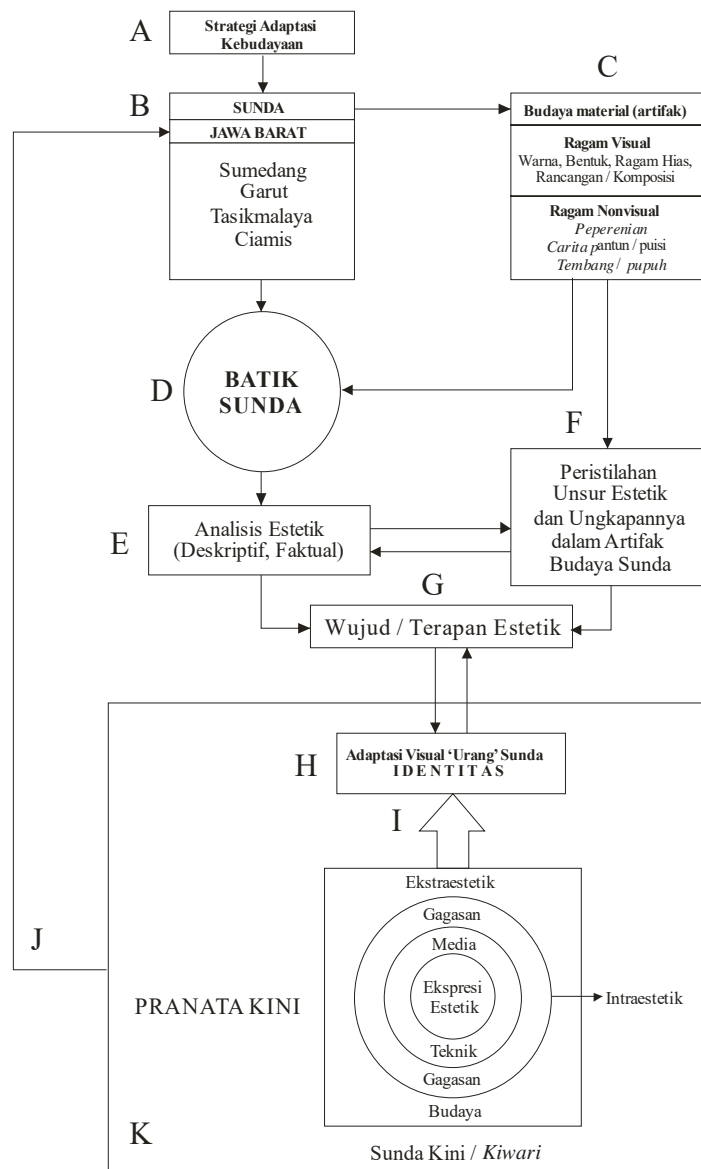 A
Strategi Adaptasi
Kebudayaan
B
SUNDA
JAWA BARAT
Sumedang
Garut
Tasikmalaya
Ciamis
C
Budaya material (artifak)
Ragam Visual
Warna, Bentuk, Ragam Hias,
Rancangan / Komposisi
Ragam Nonvisual
Peperenian
Carita pantun / puisi
Tembang / pupuh
D
BATIK
SUNDA
F
Peristilahan
Unsur Estetik
dan Ungkapannya
dalam Artifak
Budaya Sunda
E
Analisis Estetik
(Deskriptif, Faktual)
G
Wujud / Terapan Estetik
H
Adaptasi Visual ‘Urang’ Sunda
I D E N T I T A S
I
J
PRANATA KINI
Ekstraestetik
Gagasan
Media
Ekspresi
Estetik
Teknik
Gagasan
Budaya
Intraestetik
K
Sunda Kini / Kiwari